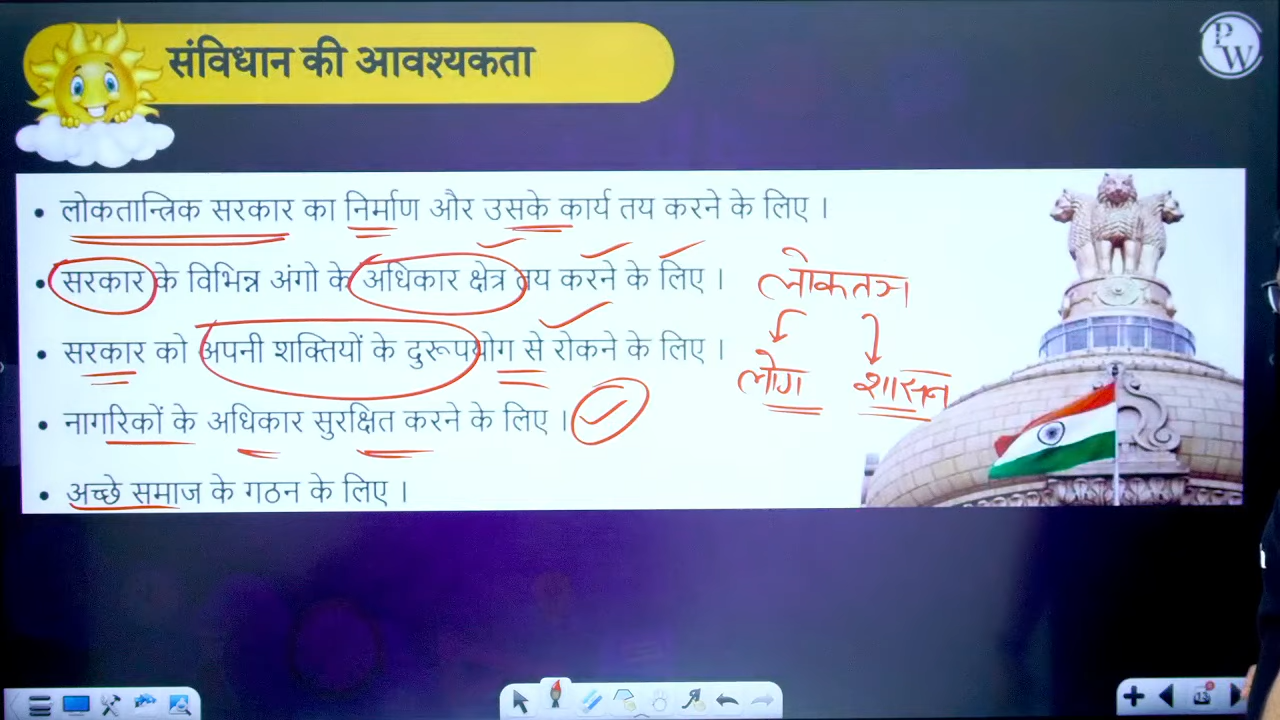 संविधान की आवश्यकता
PW
• लोकतान्त्रिक सरकार का निर्माण और उसके कार्य तय करने के लिए ।
• सरकार के विभिन्न अंगो के अधिकार क्षेत्र तय करने के लिए ।
लोकतन्त्र
• सरकार को अपनी शक्तियों के दुरूपयोग से रोकने के लिए ।
लोग शासन
• नागरिकों के अधिकार सुरक्षित करने के लिए ।
• अच्छे समाज के गठन के लिए ।